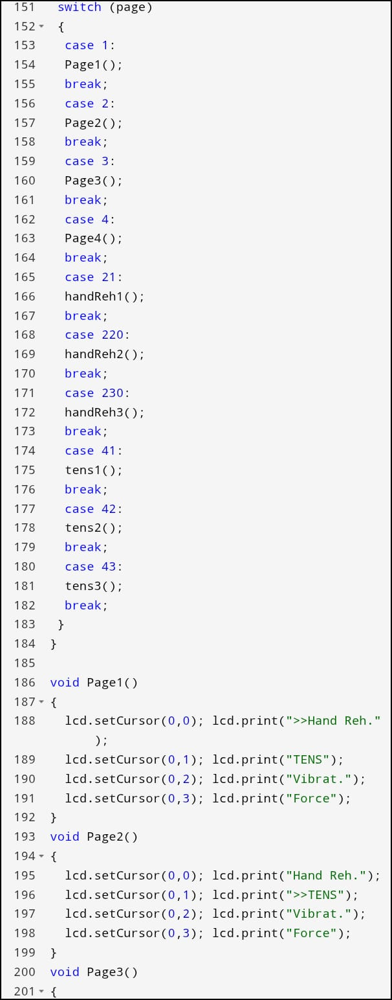 151 switch (page)
152 {
153 case 1:
154 Page1();
155 break;
156 case 2:
157 Page2();
158 break;
159 case 3:
160 Page3();
161 break;
162 case 4:
163 Page4();
164 break;
165 case 21:
166 handReh1();
167 break;
168 case 220:
169 handReh2();
170 break;
171 case 230:
172 handReh3();
173 break;
174 case 41:
175 tens1();
176 break;
177 case 42:
178 tens2();
179 break;
180 case 43:
181 tens3();
182 break;
183 }
184 }
185
186 void Page1()
187 {
188 lcd.setCursor(0,0); lcd.print(">>Hand Reh."
);
189 lcd.setCursor(0,1); lcd.print("TENS");
190 lcd.setCursor(0,2); lcd.print("Vibrat.");
191 lcd.setCursor(0,3); lcd.print("Force");
192 }
193 void Page2()
194 {
195 lcd.setCursor(0,0); lcd.print("Hand Reh.");
196 lcd.setCursor(0,1); lcd.print(">>TENS");
197 lcd.setCursor(0,2); lcd.print("Vibrat.");
198 lcd.setCursor(0,3); lcd.print("Force");
199 }
200 void Page3()
201 {